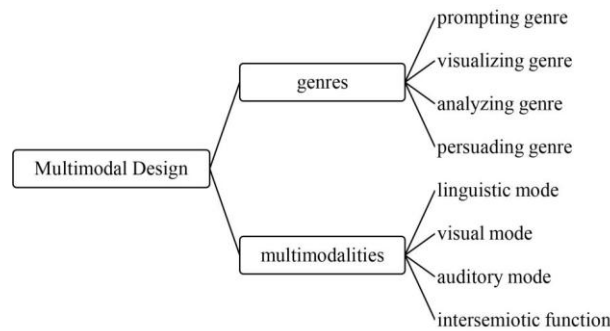 prompting genre
visualizing genre
genres
analyzing genre
persuading genre
Multimodal Design
linguistic mode
visual mode
multimodalities
auditory mode
intersemiotic function